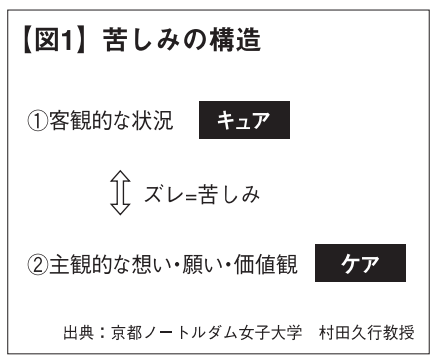 【図1】苦しみの構造
①客観的な状況 キュア
ズレ=苦しみ
②主観的な想い・願い・価値観 ケア
出典：京都ノートルダム女子大学　村田久行教授